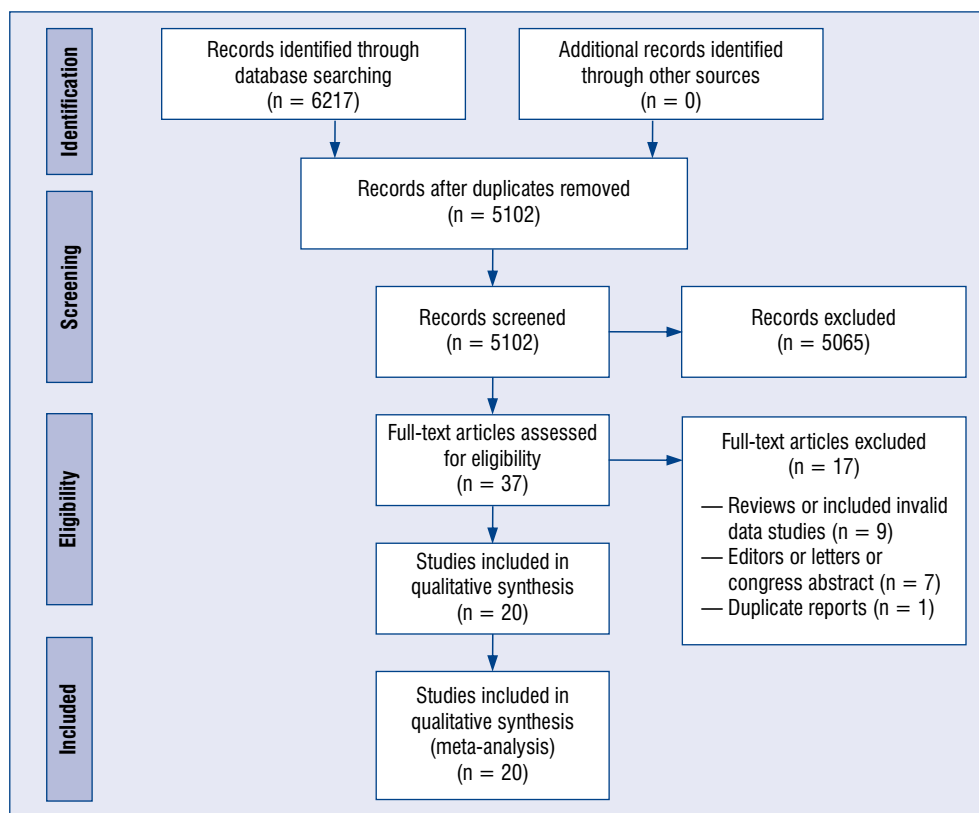 Identification
Records identified through
database searching
(n = 6217)
Additional records identified
through other sources
(n = 0)
Records after duplicates removed
(n = 5102)
Screening
Records screened
(n = 5102)
Records excluded
(n = 5065)
Eligibility
Full-text articles assessed
for eligibility
(n = 37)
Full-text articles excluded
(n = 17)
— Reviews or included invalid
data studies (n = 9)
— Editors or letters or
congress abstract (n = 7)
— Duplicate reports (n = 1)
Studies included in
qualitative synthesis
(n = 20)
Included
Studies included in
qualitative synthesis
(meta-analysis)
(n = 20)